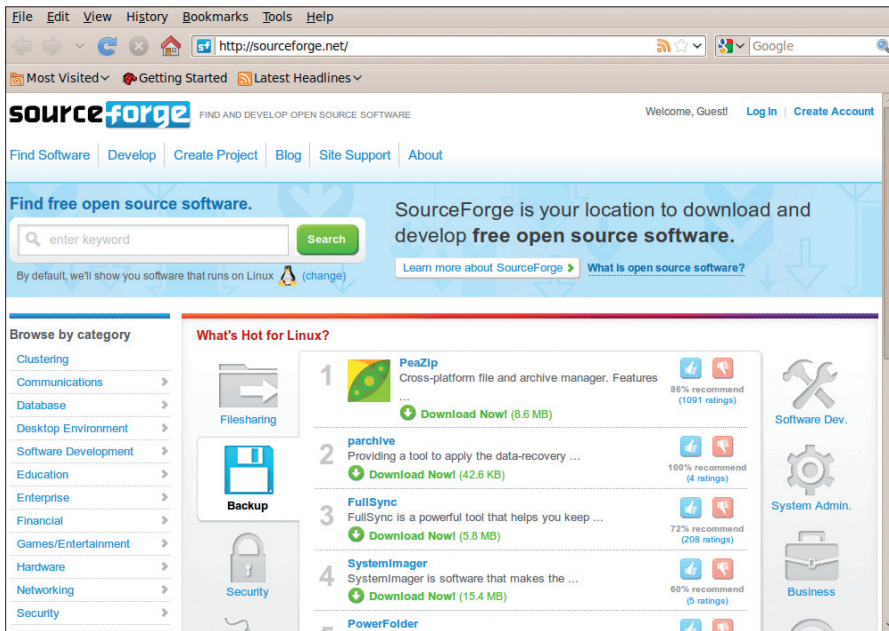 File Edit View History Bookmarks Tools Help
http://sourceforge.net/
Google
Most Visited Getting Started Latest Headlines
sourceforge FIND AND DEVELOP OPEN SOURCE SOFTWARE
Welcome, Guest! Log In | Create Account
Find Software Develop Create Project Blog Site Support About
Find free open source software.
enter keyword Search
By default, we'll show you software that runs on Linux (change)
SourceForge is your location to download and
develop free open source software.
Learn more about SourceForge What is open source software?
Browse by category
Clustering
Communications
Database
Desktop Environment
Software Development
Education
Enterprise
Financial
Games/Entertainment
Hardware
Networking
Security
What's Hot for Linux?
Filesharing
Backup
Security
1 PeaZip
Cross-platform file and archive manager. Features
...
Download Now! (8.6 MB)
86% recommend
(1091 ratings)
2 parchive
Providing a tool to apply the data-recovery ...
Download Now! (42.6 KB)
100% recommend
(4 ratings)
3 FullSync
FullSync is a powerful tool that helps you keep ...
Download Now! (5.8 MB)
72% recommend
(208 ratings)
4 SystemImager
SystemImager is software that makes the ...
Download Now! (15.4 MB)
60% recommend
(5 ratings)
5 PowerFolder
Software Dev.
System Admin.
Business